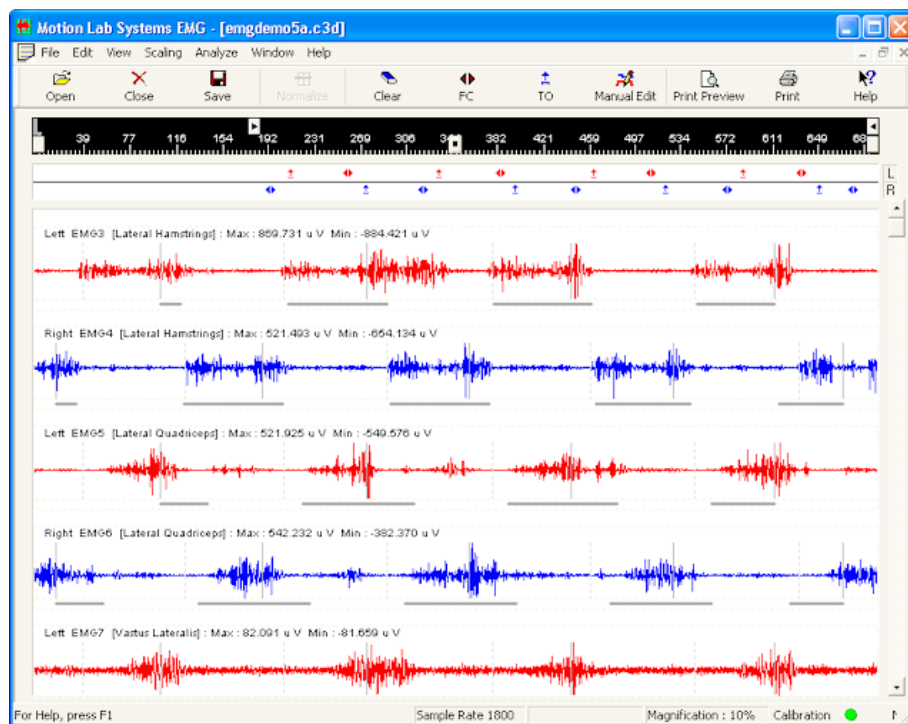 Motion Lab Systems EMG - [emgdemo5a.c3d]
File Edit View Scaling Analyze Window Help
Open Close Save Normalize Clear FC TO Manual Edit Print Preview Print Help
39 77 116 154 192 231 269 306 382 421 459 497 534 572 611 649
L
R
Left EMG3 [Lateral Hamstrings] : Max : 869.731 u V Min : -884.421 u V
Right EMG4 [Lateral Hamstrings] : Max : 521.493 u V Min : -654.134 u V
Left EMG5 [Lateral Quadriceps] : Max : 521.925 u V Min : -549.576 u V
Right EMG6 [Lateral Quadriceps] : Max : 542.232 u V Min : -382.370 u V
Left EMG7 [Vastus Lateralis] : Max : 82.091 u V Min : -81.659 u V
For Help, press F1 Sample Rate 1800 Magnification : 10% Calibration